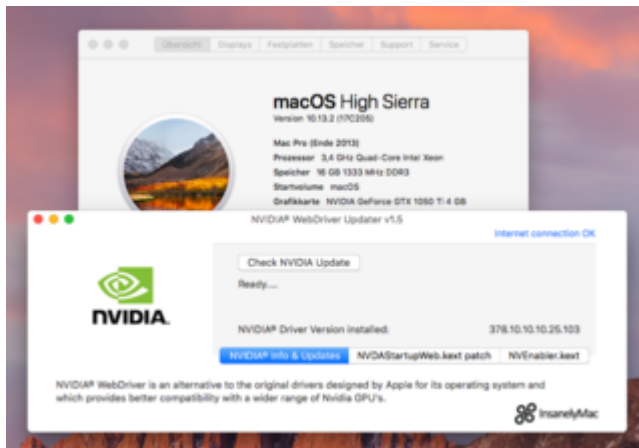 Übersicht Displays Festplatten Speicher Support Service
macOS High Sierra
Version 10.13.2 (17C205)
Mac Pro (Ende 2013)
Prozessor 3,4 GHz Quad-Core Intel Xeon
Speicher 16 GB 1333 MHz DDR3
Startvolume macOS
Grafikkarte NVIDIA GeForce GTX 1050 Ti 4 GB
NVIDIA® WebDriver Updater v1.5
Internet connection OK
Check NVIDIA Update
Ready....
NVIDIA.
NVIDIA® Driver Version installed: 378.10.10.10.25.103
NVIDIA® Info & Updates NVDAStartupWeb.kext patch NVEnabler.kext
NVIDIA® WebDriver is an alternative to the original drivers designed by Apple for its operating system and
which provides better compatibility with a wider range of Nvidia GPU's.
InsanelyMac